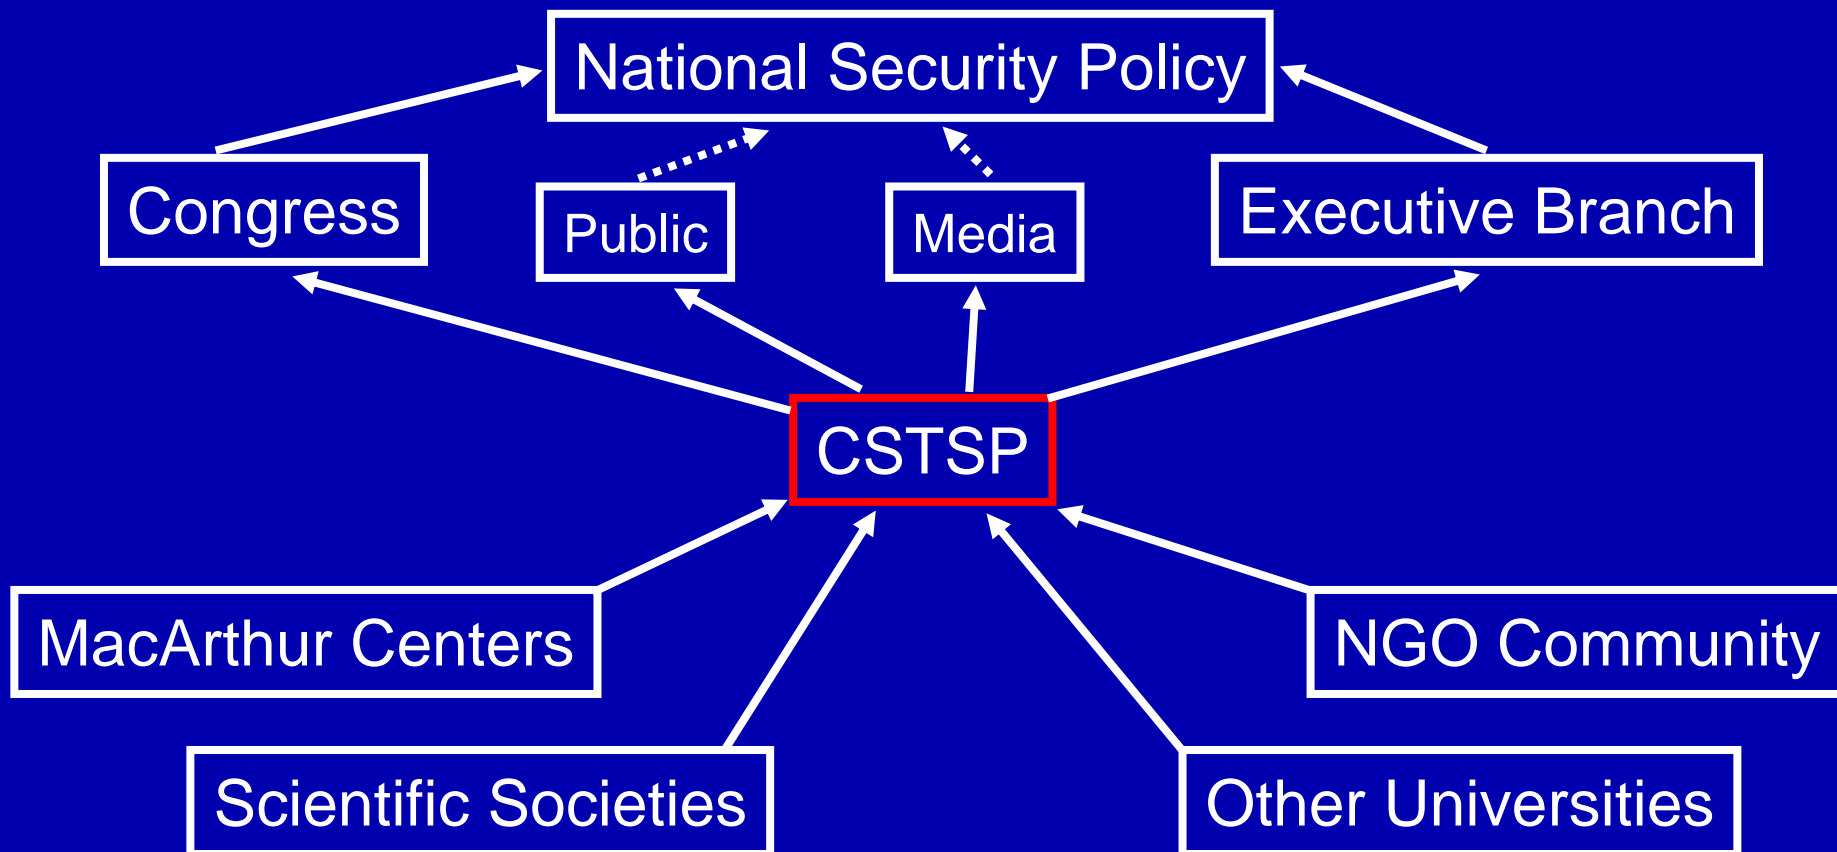 National Security Policy
Congress
Public
Media
Executive Branch
CSTSP
MacArthur Centers
NGO Community
Scientific Societies
Other Universities